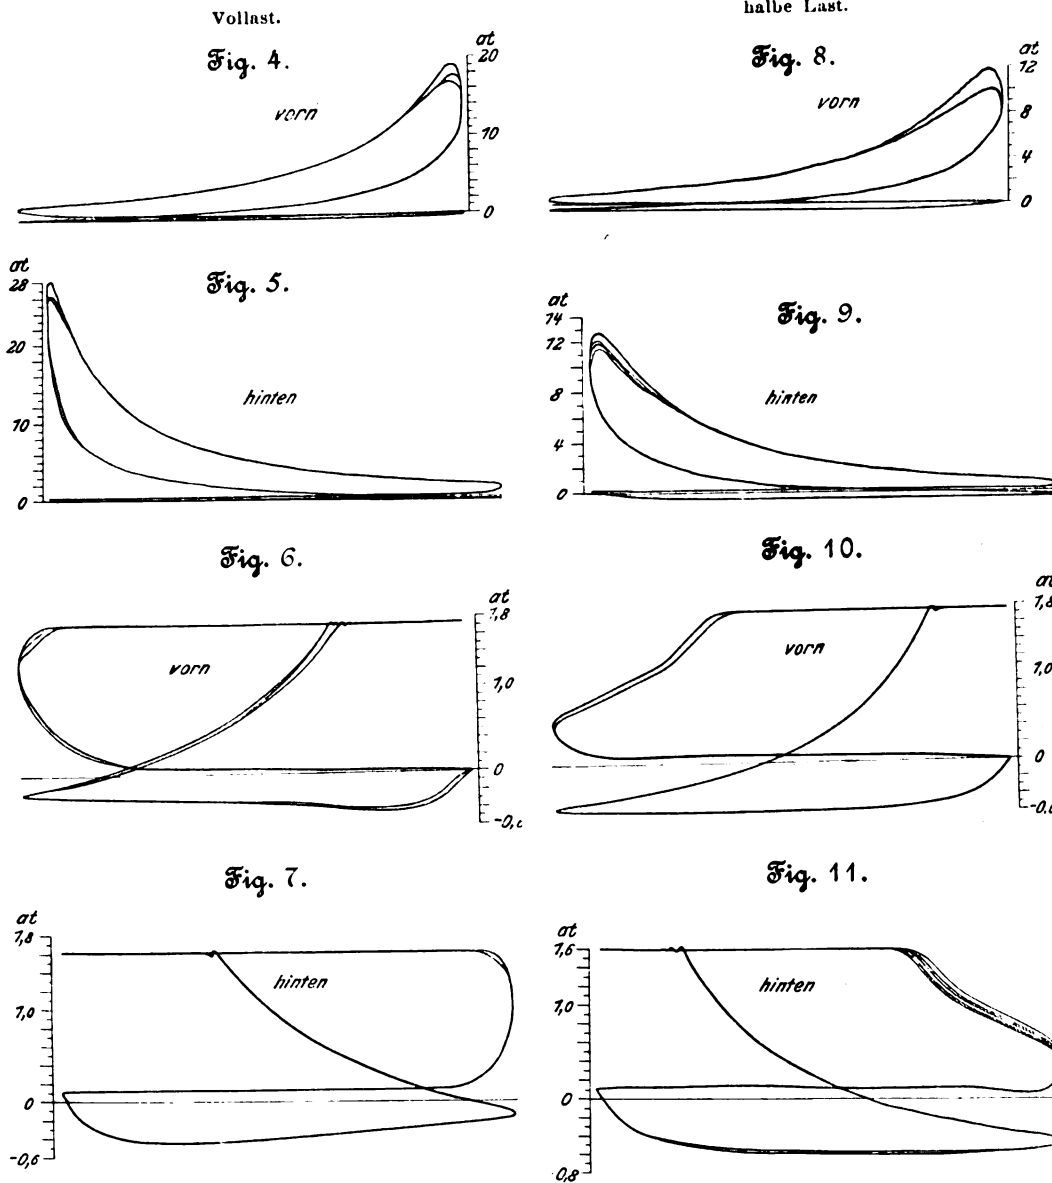 Vollast.
Fig. 4.
at
20
vorn
10
0
at
28
Fig. 5.
20
hinten
10
0
Fig. 6.
at
1,8
vorn
1,0
0
Fig. 7.
at
1,8
hinten
1,0
0
-0,6
halbe Last.
Fig. 8.
at
12
vorn
8
4
0
at
14
Fig. 9.
12
8
hinten
4
0
Fig. 10.
at
1,8
vorn
1,0
0
Fig. 11.
at
1,6
hinten
1,0
0
0,8